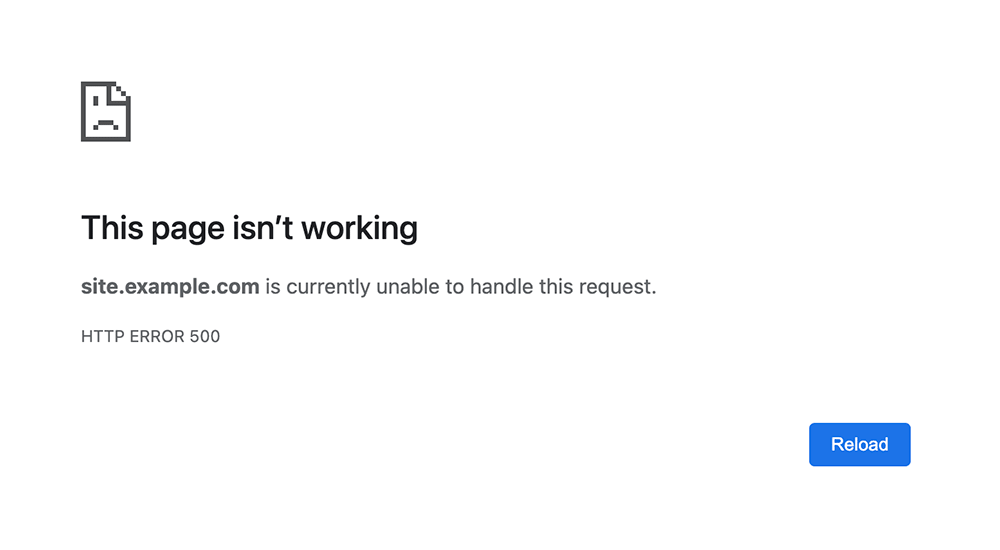 This page isn’t working
site.example.com is currently unable to handle this request.
HTTP ERROR 500
Reload